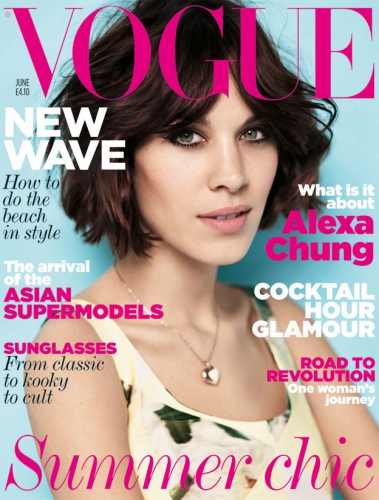 VOGUE
JUNE
£4.10
NEW
WAVE
How to
do the
beach
in style
The arrival
of the
ASIAN
SUPERMODELS
SUNGLASSES
From classic
to kooky
to cult
What is it
about
Alexa
Chung
COCKTAIL
HOUR
GLAMOUR
ROAD TO
REVOLUTION
One woman's
journey
Summer chic